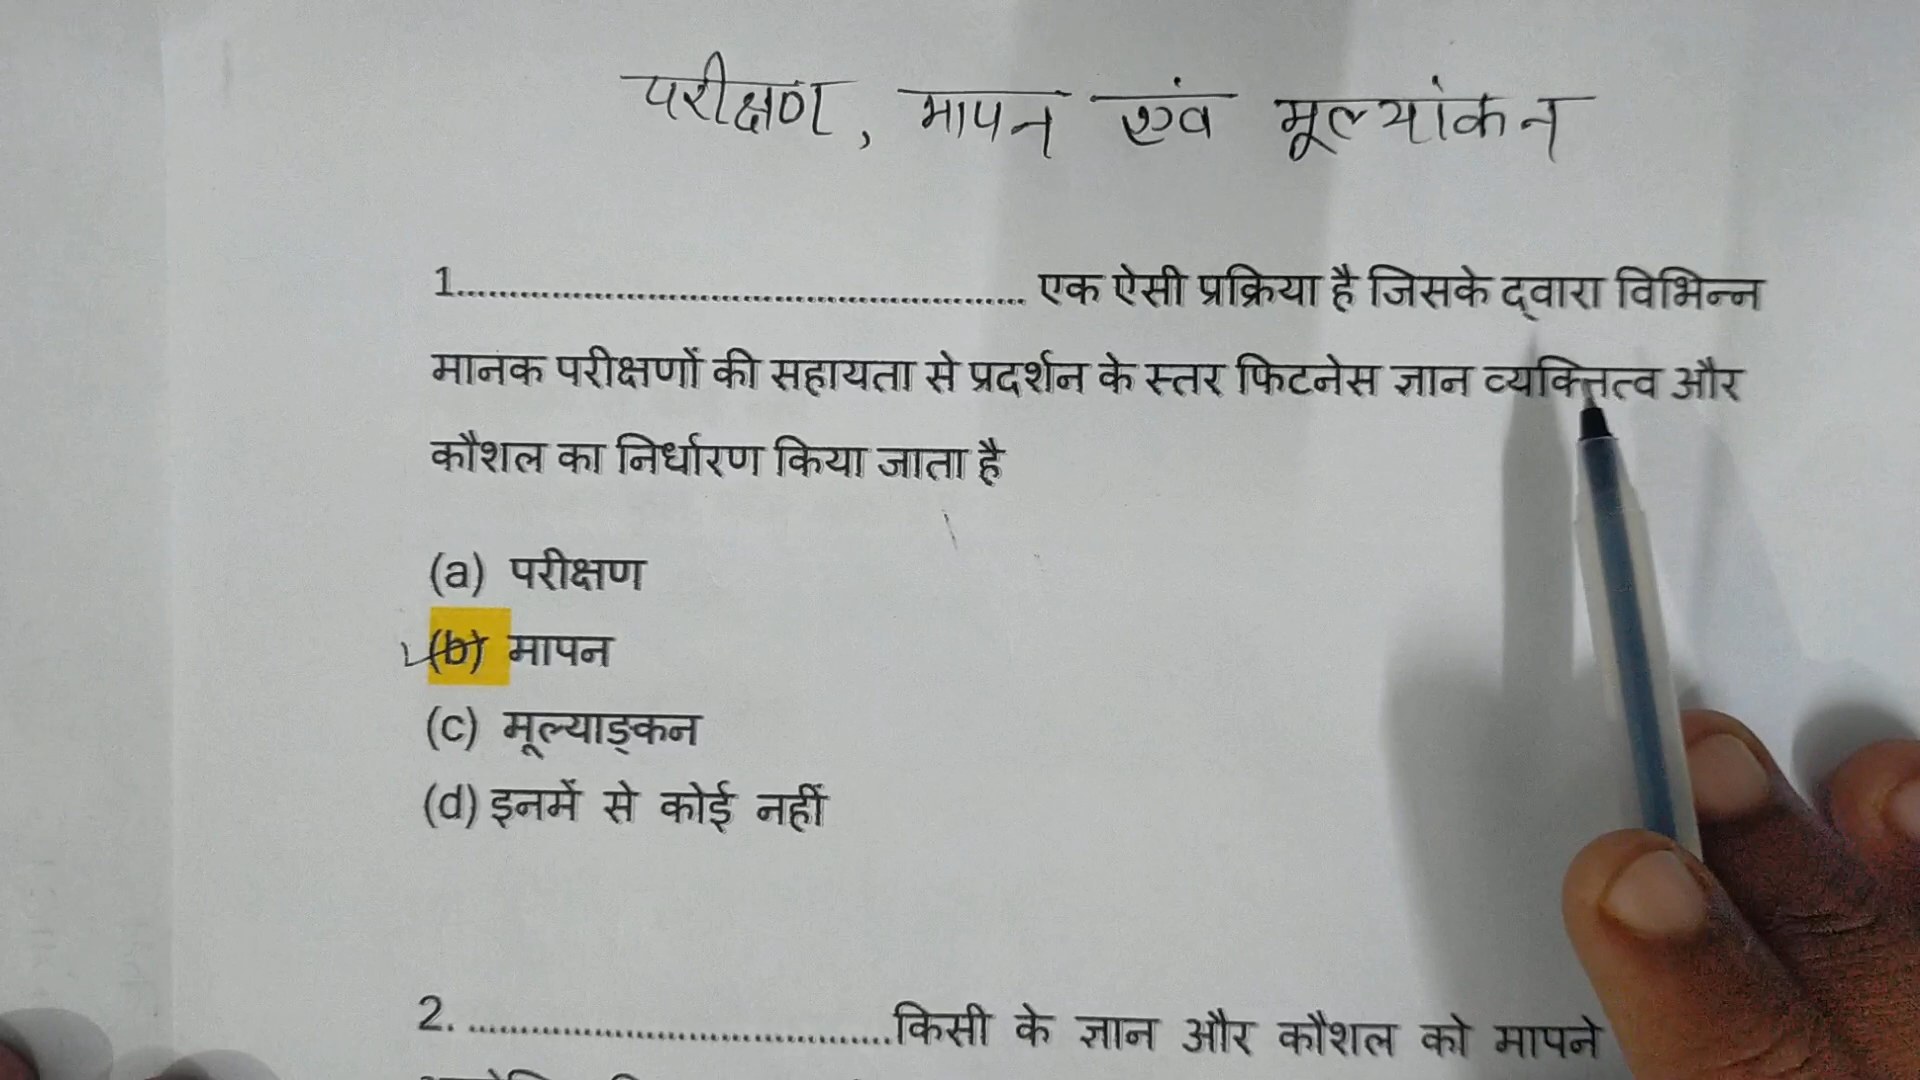 परीक्षण, मापन एवं मूल्यांकन
1......................................................... एक ऐसी प्रक्रिया है जिसके द्वारा विभिन्न
मानक परीक्षणों की सहायता से प्रदर्शन के स्तर फिटनेस ज्ञान व्यक्तित्व और
कौशल का निर्धारण किया जाता है
(a) परीक्षण
(b) मापन
(c) मूल्याङ्कन
(d) इनमें से कोई नहीं
2. ..........................................किसी के ज्ञान और कौशल को मापने